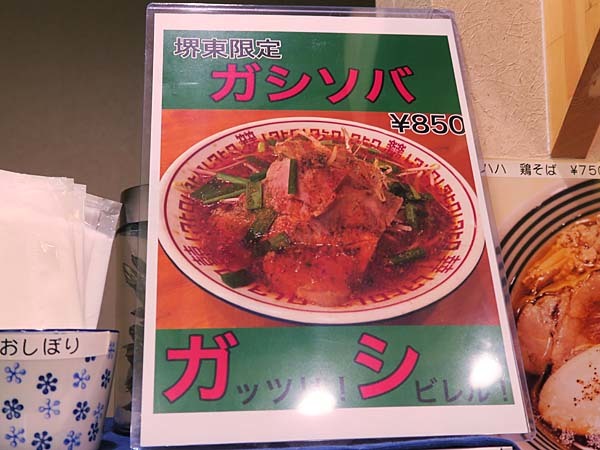 堺東限定
ガシソバ
¥850
ハ 鶏そば ¥750
おしぼり
ガッツリ! シビレル!